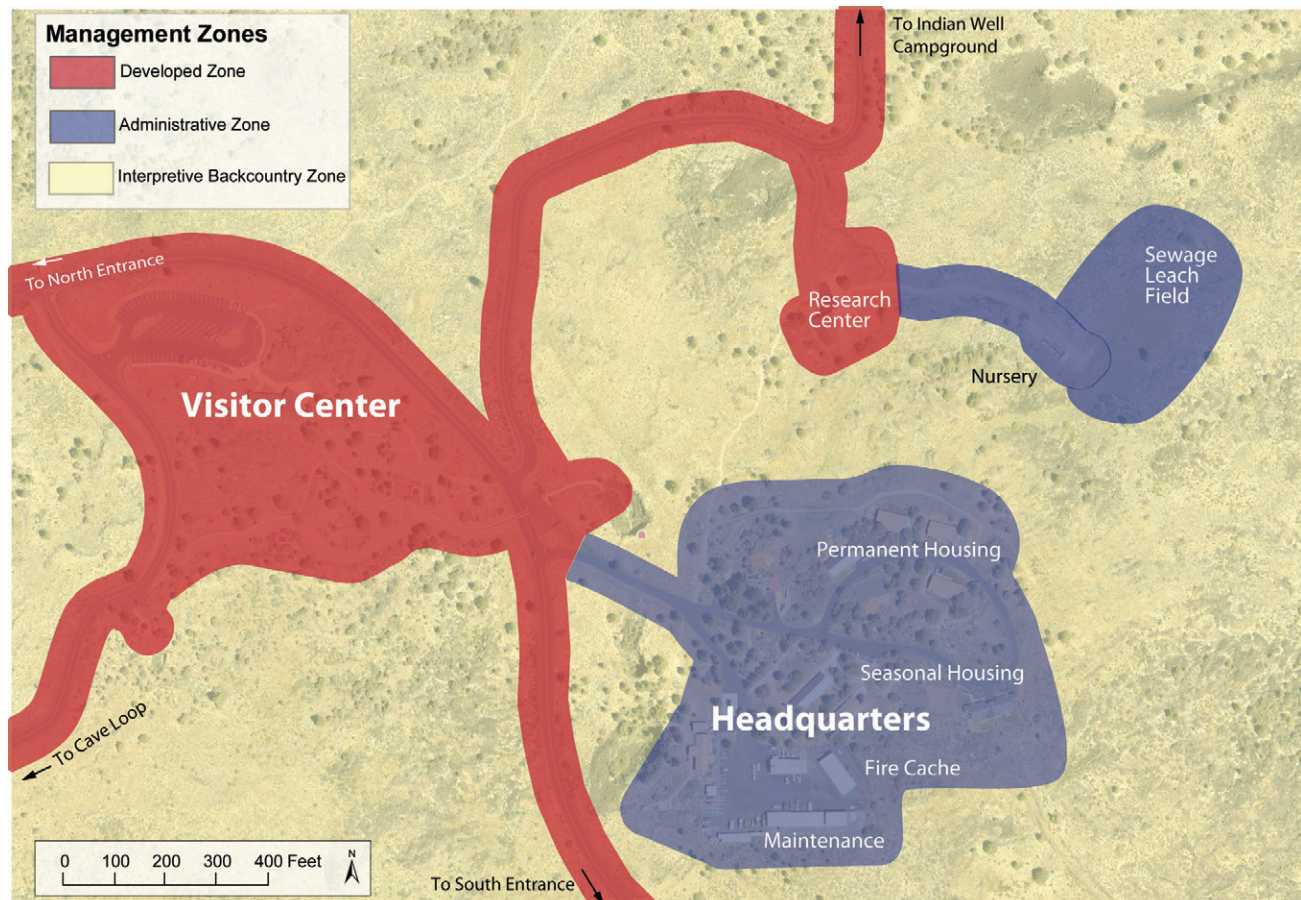 Management Zones
Developed Zone
Administrative Zone
Interpretive Backcountry Zone
To Indian Well
Campground
To North Entrance
Sewage
Leach
Field
Research
Center
Nursery
Visitor Center
Permanent Housing
Seasonal Housing
Headquarters
To Cave Loop
Fire Cache
Maintenance
0 100 200 300 400 Feet
N
To South Entrance